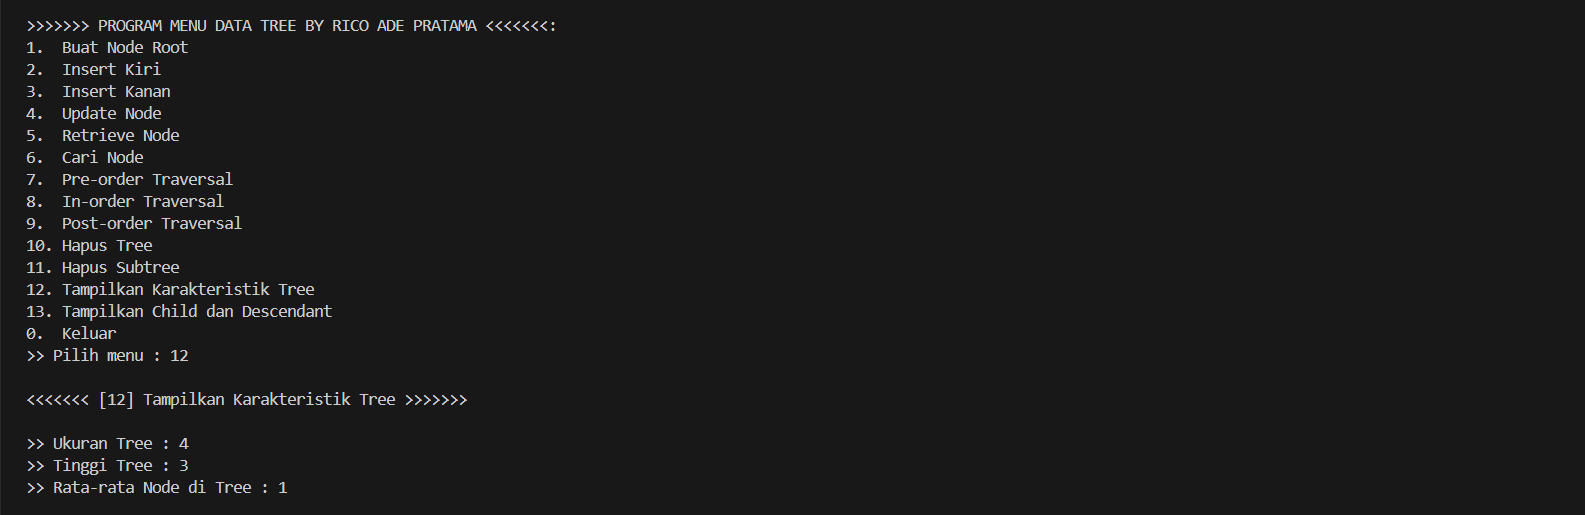 >>>>>>> PROGRAM MENU DATA TREE BY RICO ADE PRATAMA <<<<<<<:
1.  Buat Node Root
2.  Insert Kiri
3.  Insert Kanan
4.  Update Node
5.  Retrieve Node
6.  Cari Node
7.  Pre-order Traversal
8.  In-order Traversal
9.  Post-order Traversal
10. Hapus Tree
11. Hapus Subtree
12. Tampilkan Karakteristik Tree
13. Tampilkan Child dan Descendant
0.  Keluar
>> Pilih menu : 12
<<<<<<< [12] Tampilkan Karakteristik Tree >>>>>>>
>> Ukuran Tree : 4
>> Tinggi Tree : 3
>> Rata-rata Node di Tree : 1